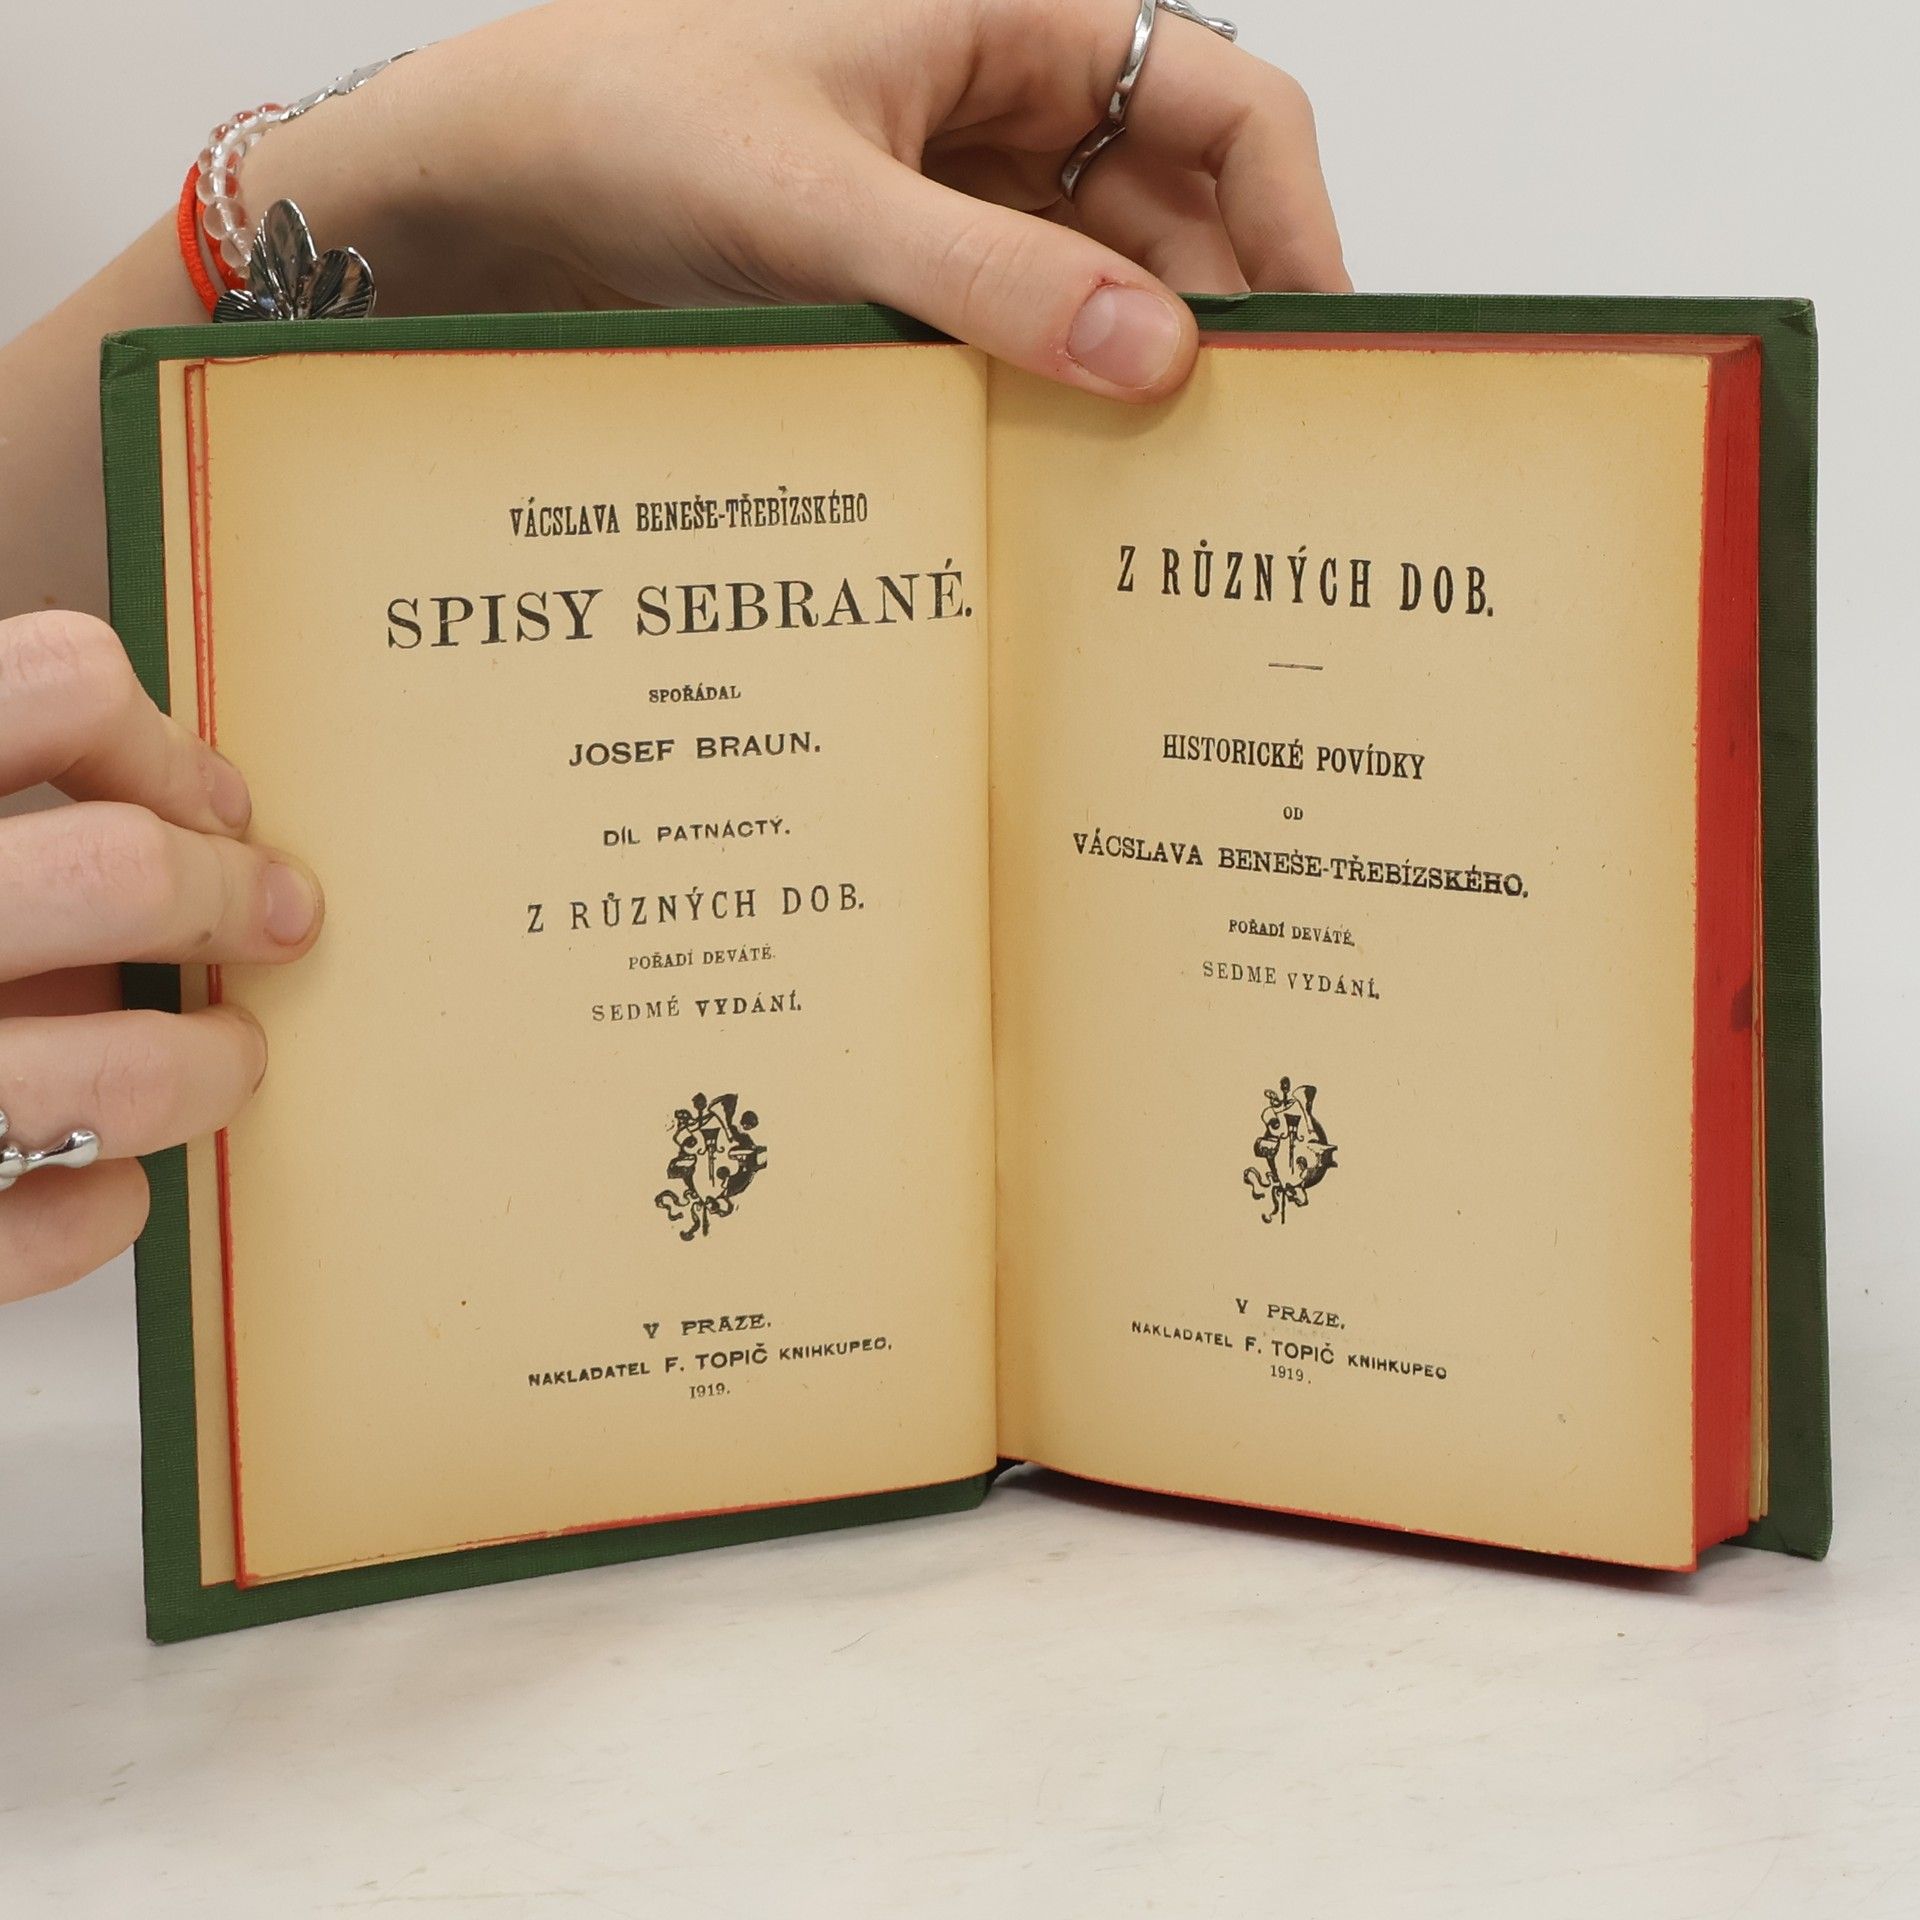 VÁCSLAVA BENEŠE-TŘEBÍZSKÉHO
SPISY SEBRANÉ.
SPOŘÁDAL
JOSEF BRAUN.
DÍL PATNÁCTÝ.
Z RŮZNÝCH DOB.
POŘADÍ DEVÁTÉ.
SEDMÉ VYDÁNÍ.
V PRAZE.
NAKLADATEL F. TOPIČ KNIHKUPEC.
1919.
Z RŮZNÝCH DOB.
HISTORICKÉ POVÍDKY
OD
VÁCSLAVA BENEŠE-TŘEBÍZSKÉHO.
POŘADÍ DEVÁTÉ.
SEDMÉ VYDÁNÍ.
V PRAZE.
NAKLADATEL F. TOPIČ KNIHKUPEC
1919.